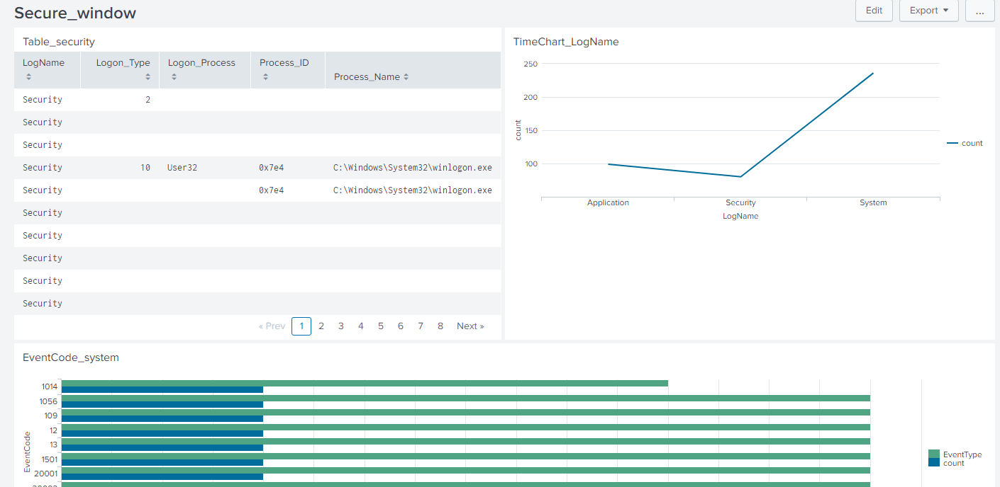 Secure_window
Edit
Export
...
Table_security
LogName Logon_Type Logon_Process Process_ID Process_Name
Security 2
Security
Security
Security 10 User32 0x7e4 C:\Windows\System32\winlogon.exe
Security 0x7e4 C:\Windows\System32\winlogon.exe
Security
Security
Security
Security
Security
« Prev 1 2 3 4 5 6 7 8 Next »
TimeChart_LogName
250
200
150
100
count
Application Security System
LogName
count
EventCode_system
1014
1056
109
12
13
1501
20001
EventCode
EventType
count